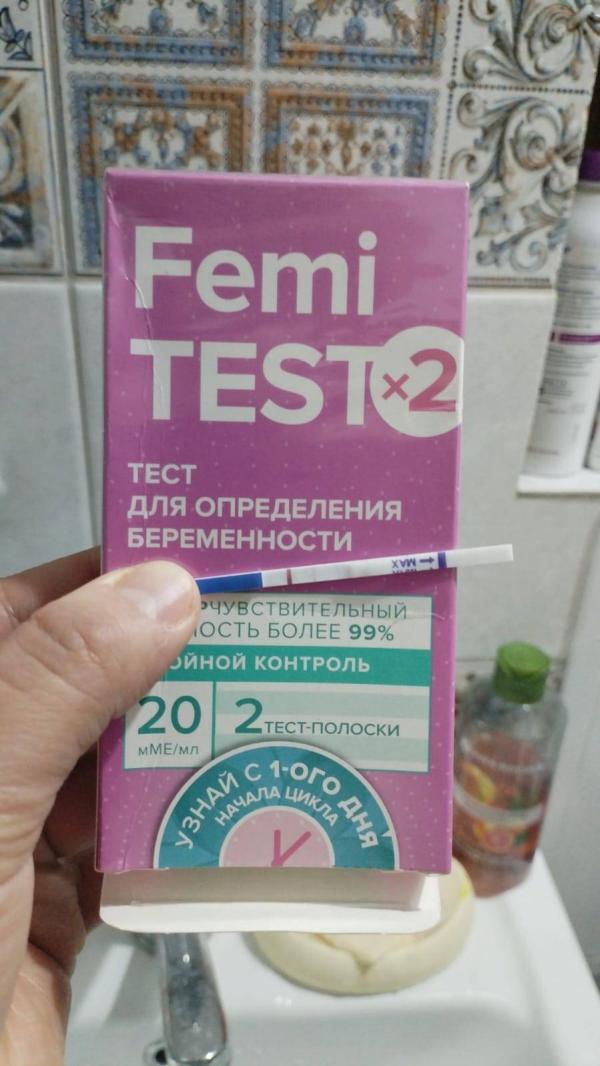 Femi
TEST×2
ТЕСТ
ДЛЯ ОПРЕДЕЛЕНИЯ
БЕРЕМЕННОСТИ
MAX
ЧУВСТВИТЕЛЬНЫЙ
НОСТЬ БОЛЕЕ 99%
ОЙНОЙ КОНТРОЛЬ
20
мМЕ/мл
2 ТЕСТ-ПОЛОСКИ
УЗНАЙ С 1-ОГО ДНЯ
НАЧАЛА ЦИКЛА